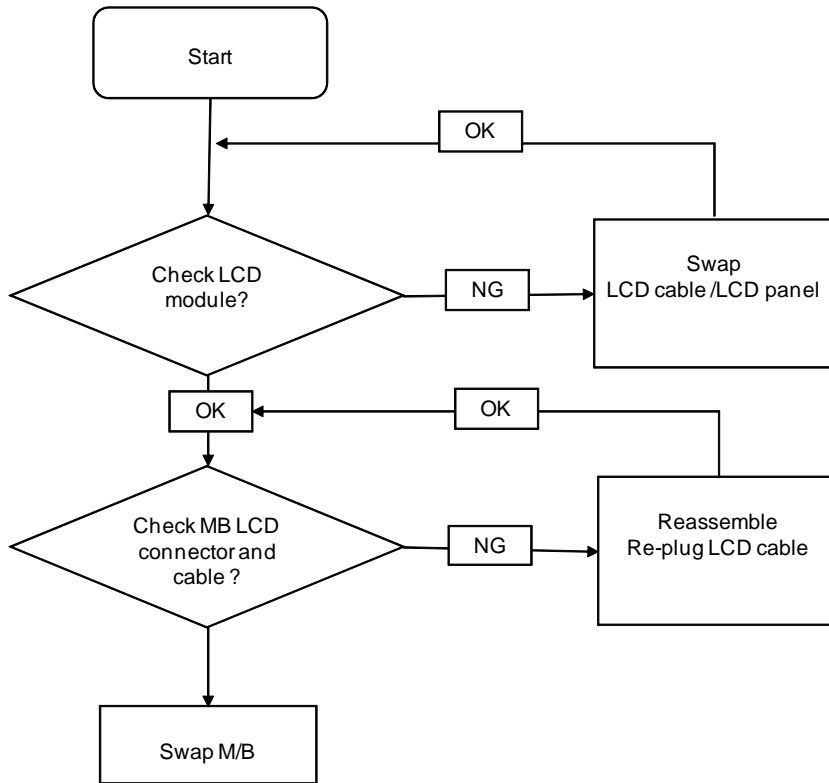 Start
OK
Check LCD
module?
NG
Swap
LCD cable /LCD panel
OK
OK
Check MB LCD
connector and
cable ?
NG
Reassemble
Re-plug LCD cable
Swap M/B